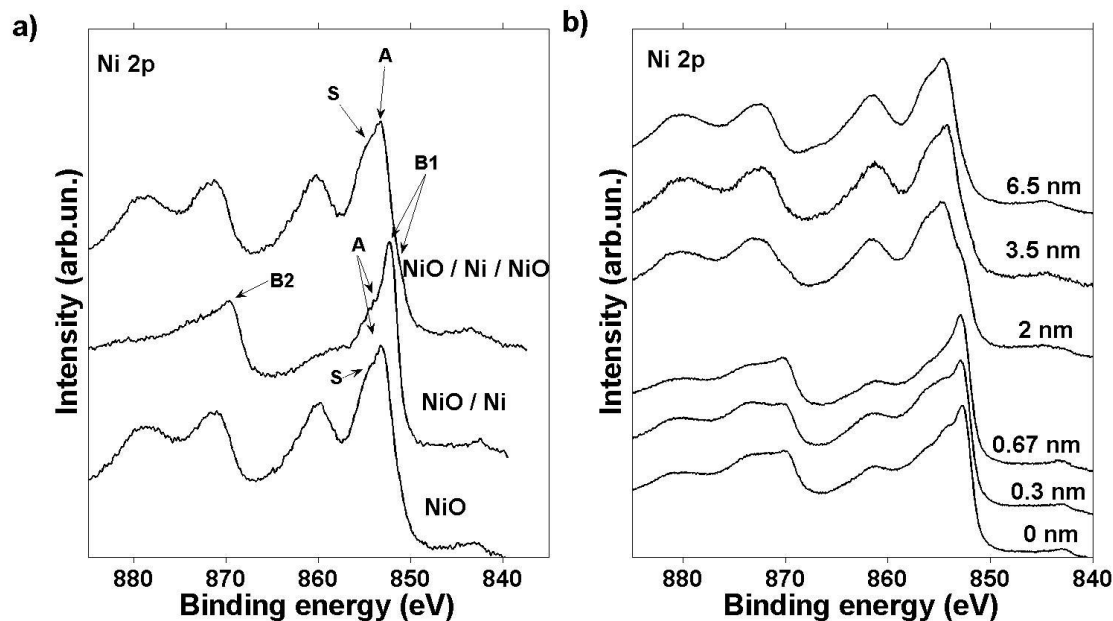 a)
Ni 2p
A
S
B1
NiO / Ni / NiO
A
B2
NiO / Ni
S
NiO
Intensity (arb.un.)
880 870 860 850 840
Binding energy (eV)
b)
Ni 2p
6.5 nm
3.5 nm
2 nm
0.67 nm
0.3 nm
0 nm
Intensity (arb.un.)
880 870 860 850 840
Binding energy (eV)